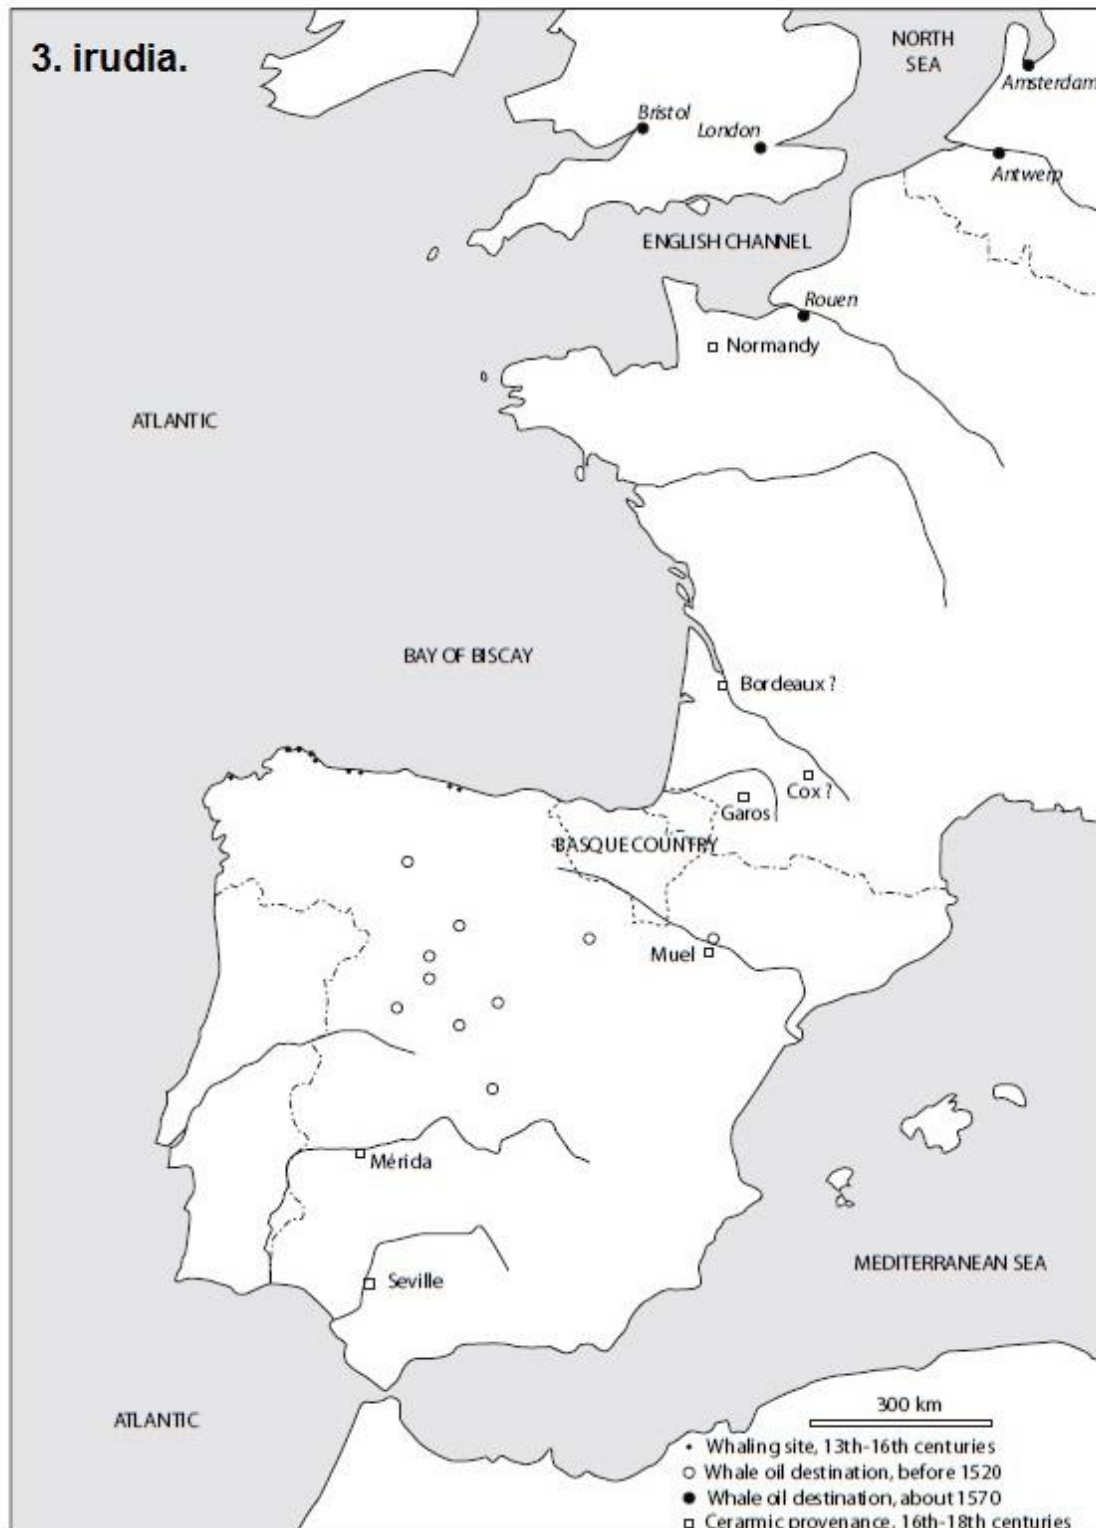 3. irudia.
NORTH
SEA
Amsterdam
Bristol
London
Antwerp
ENGLISH CHANNEL
Rouen
Normandy
ATLANTIC
BAY OF BISCAY
Bordeaux ?
Cox ?
Garos
BASQUE COUNTRY
Muel
Mérida
Seville
MEDITERRANEAN SEA
ATLANTIC
300 km
Whaling site, 13th-16th centuries
Whale oil destination, before 1520
Whale oil destination, about 1570
Cerarmic provenance, 16th-18th centuries